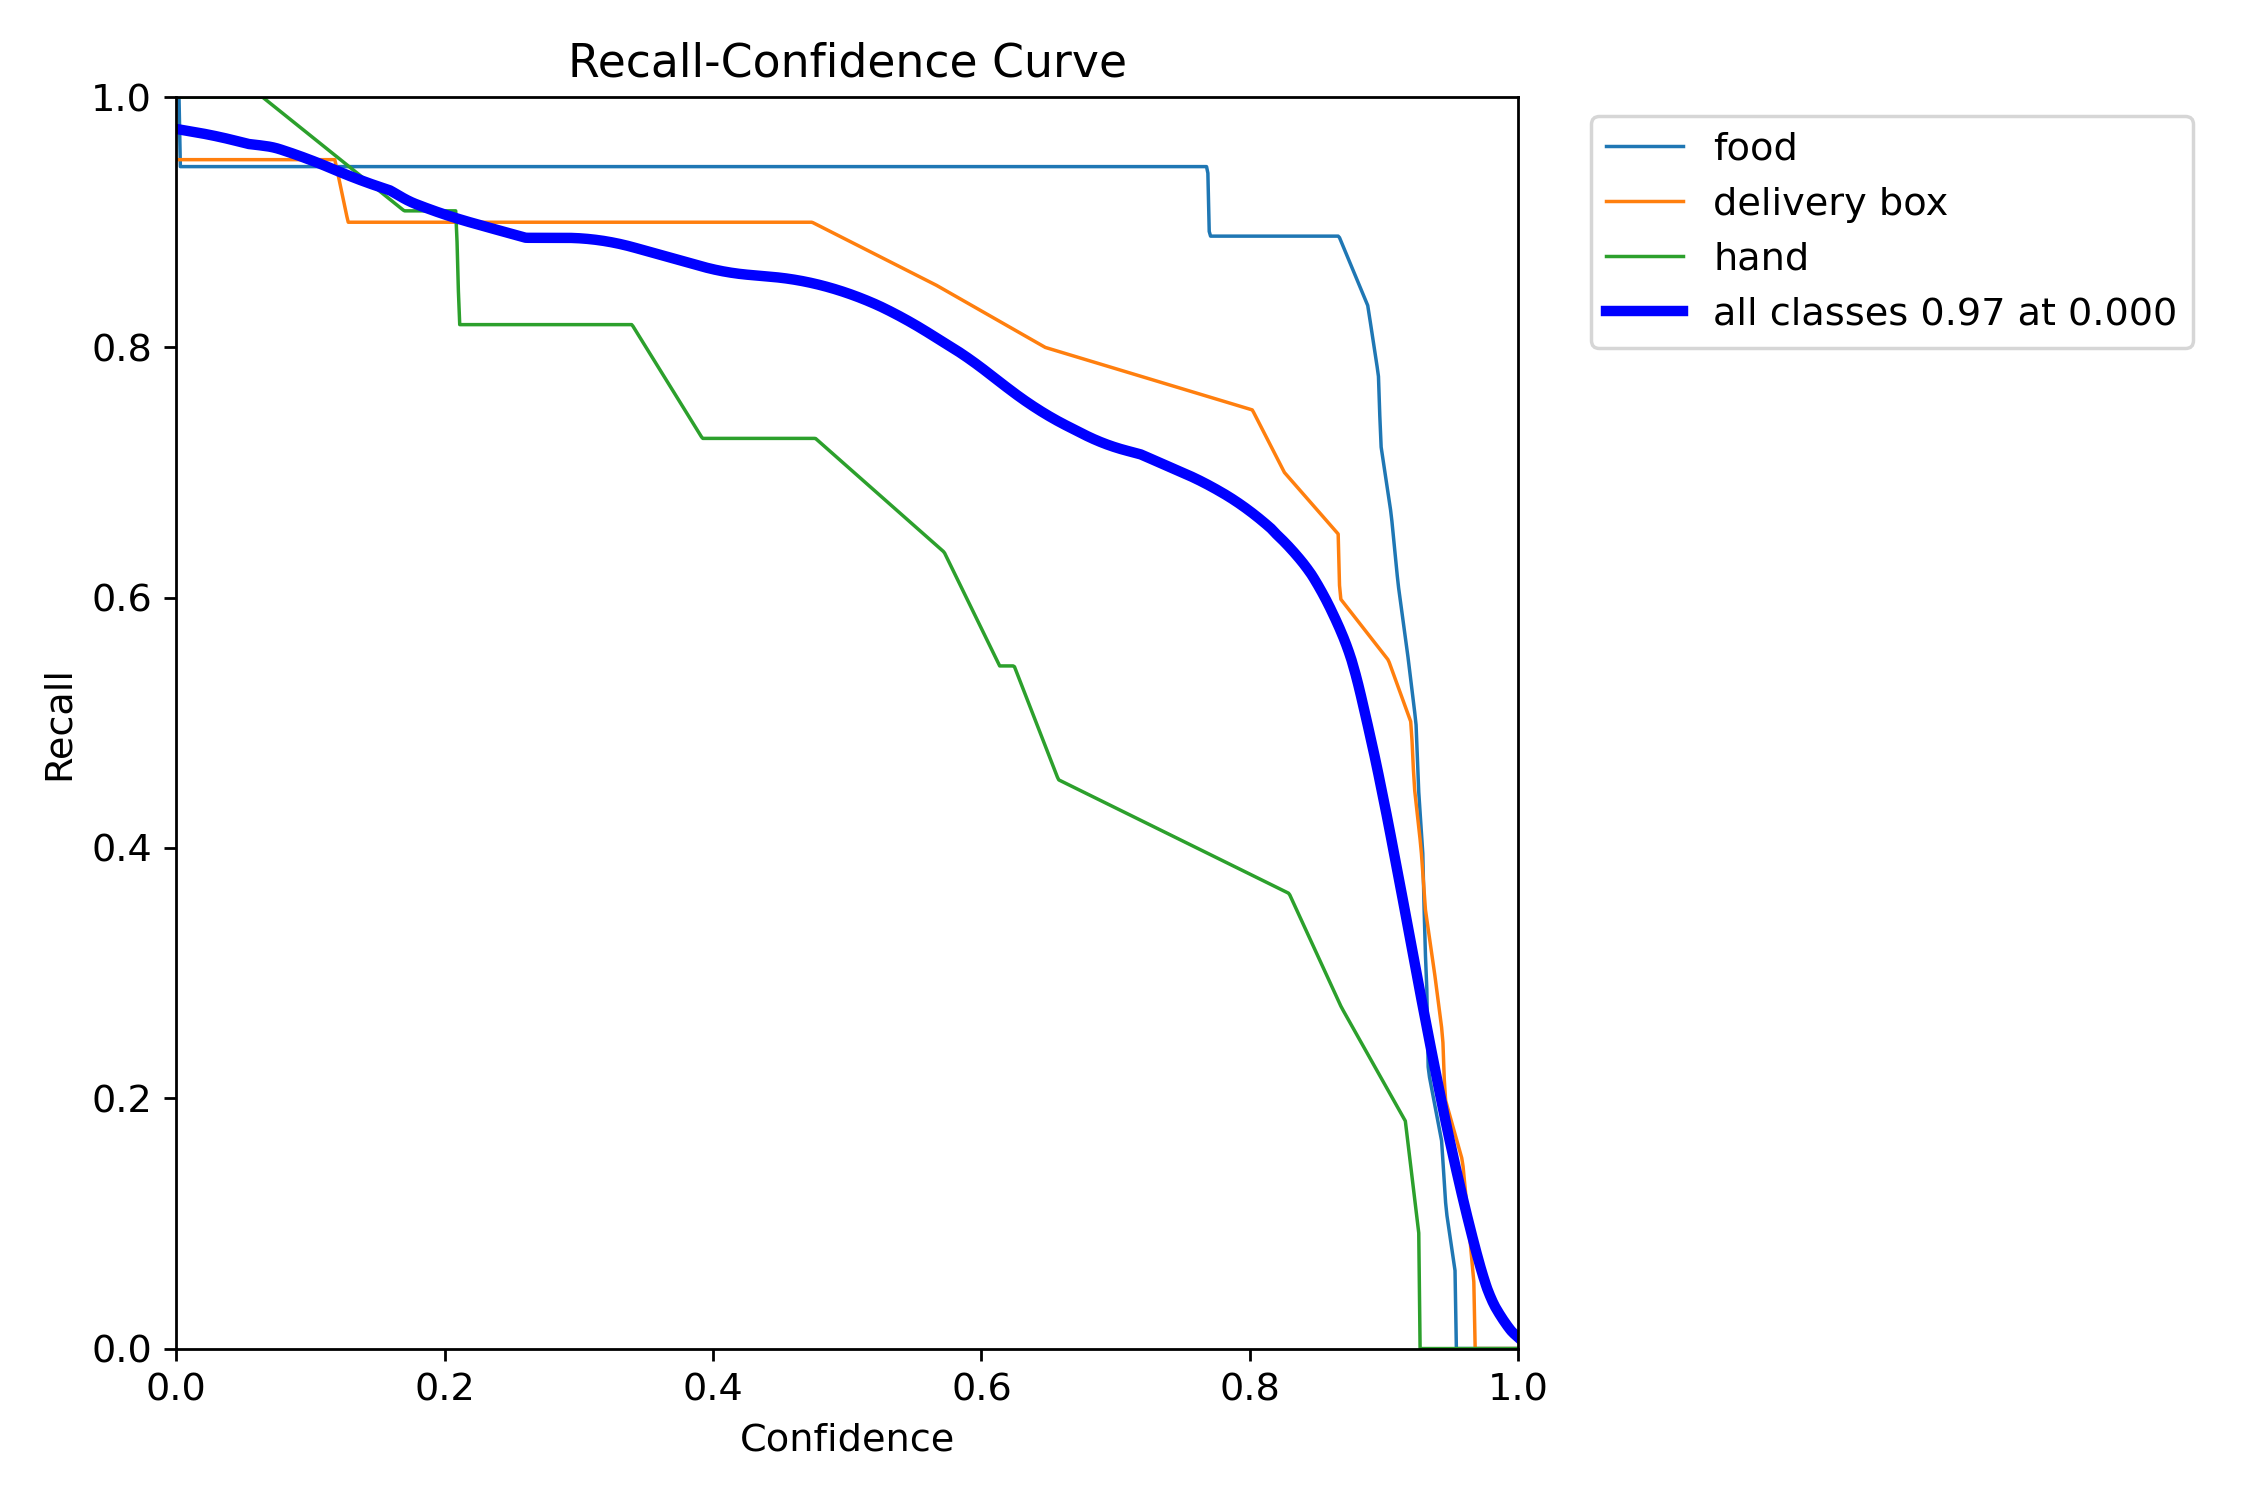 Recall-Confidence Curve
1.0
0.8
0.6
0.4
0.2
0.0
Recall
0.0 0.2 0.4 0.6 0.8 1.0
Confidence
food
delivery box
hand
all classes 0.97 at 0.000